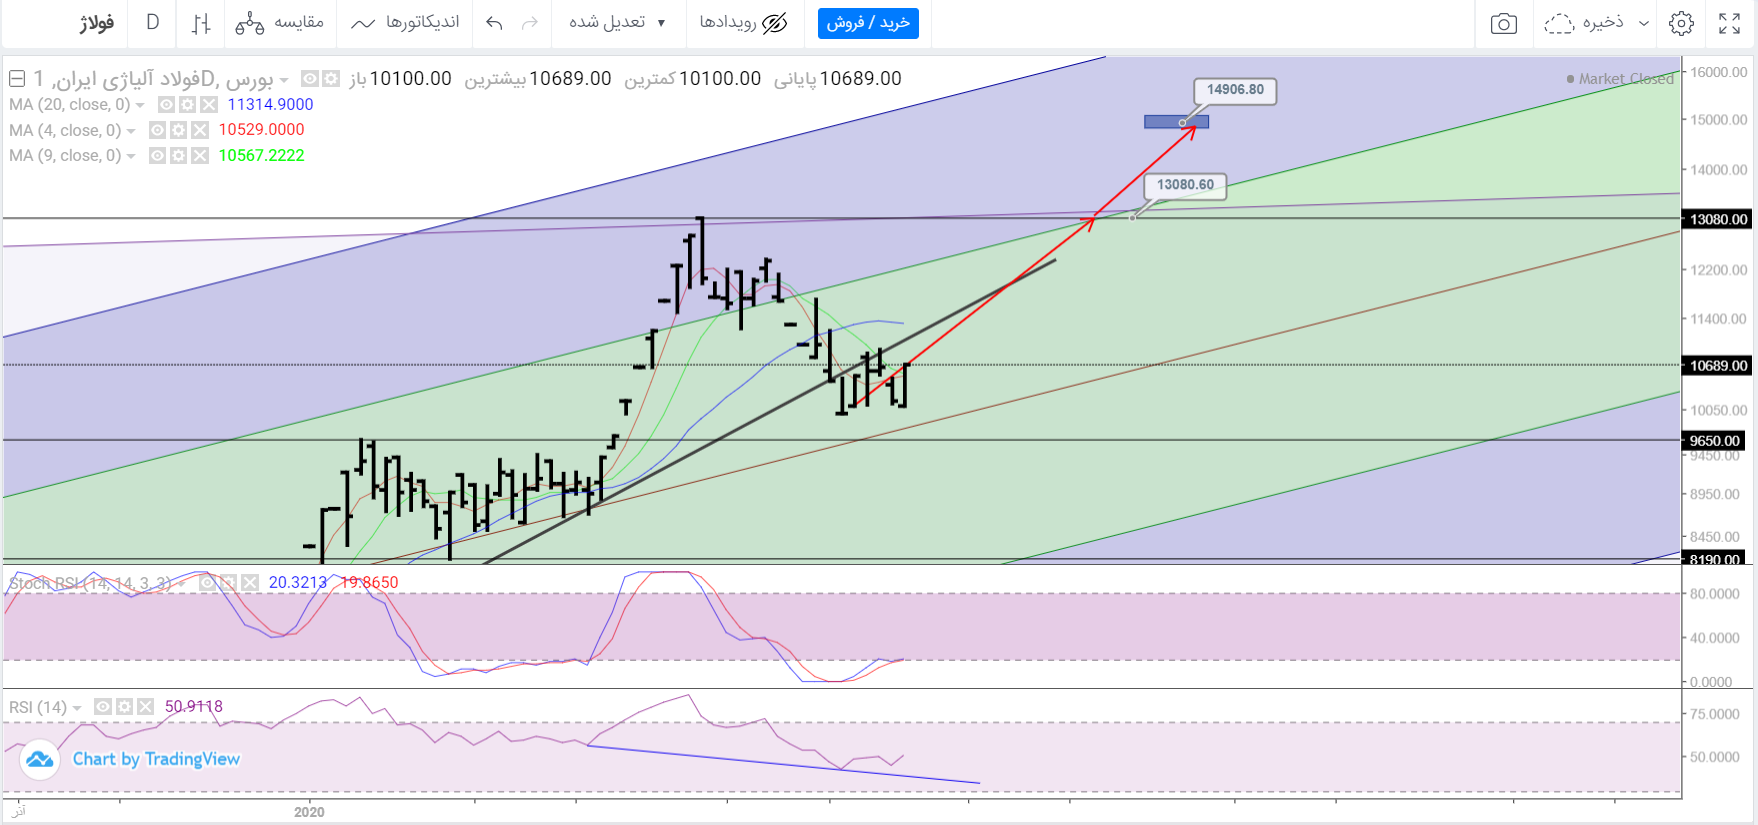 فولاژ D مقایسه اندیکاتورها تعدیل شده ▼ رویدادها خرید / فروش ذخیره
فولاد آلیاژی ایران, 1D, بورس باز 10100.00 بیشترین 10689.00 کمترین 10100.00 پایانی 10689.00
Market Closed
MA (20, close, 0) 11314.9000
MA (4, close, 0) 10529.0000
MA (9, close, 0) 10567.2222
14906.80
13080.60
16000.00
15000.00
14000.00
13080.00
12200.00
11400.00
10689.00
10050.00
9650.00
9450.00
8950.00
8450.00
8190.00
Stoch RSI (14, 14, 3, 3) 20.3213 19.8650
80.0000
40.0000
0.0000
RSI (14) 50.9118
75.0000
50.0000
Chart by TradingView
آذر 2020